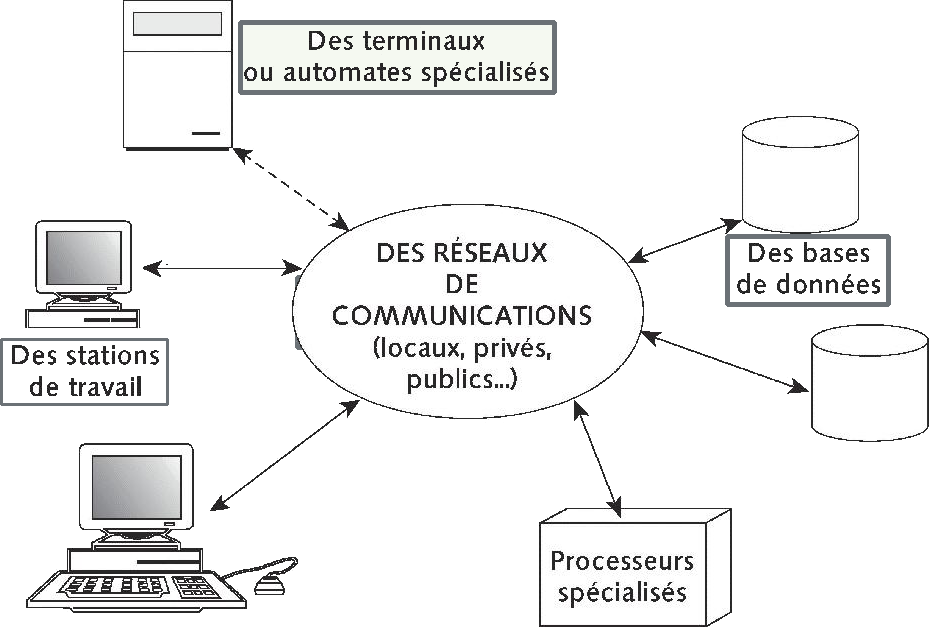 Des terminaux
ou automates spécialisés
DES RÉSEAUX
DE
COMMUNICATIONS
(locaux, privés,
publics...)
Des bases
de données
Des stations
de travail
Processeurs
spécialisés